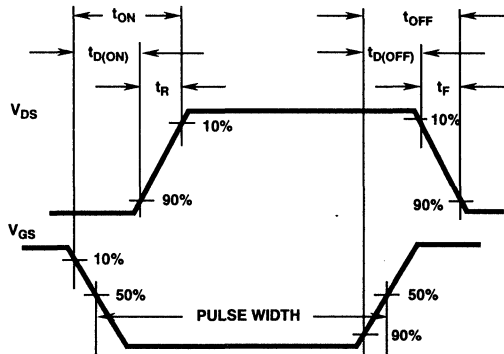 tON
tOFF
tD(ON)
tD(OFF)
tR
tF
VDS
10%
10%
90%
90%
VGS
10%
50%
PULSE WIDTH
50%
90%